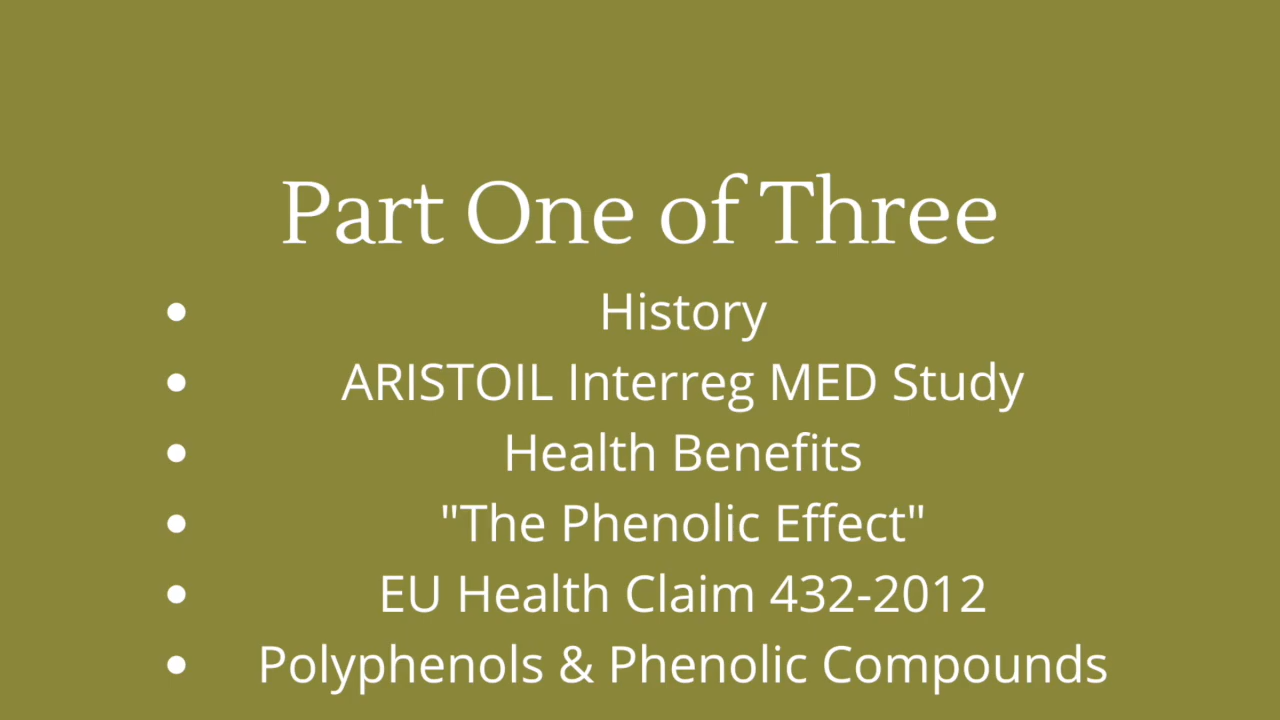 Part One of Three
• History
• ARISTOIL Interreg MED Study
• Health Benefits
• "The Phenolic Effect"
• EU Health Claim 432-2012
• Polyphenols & Phenolic Compounds